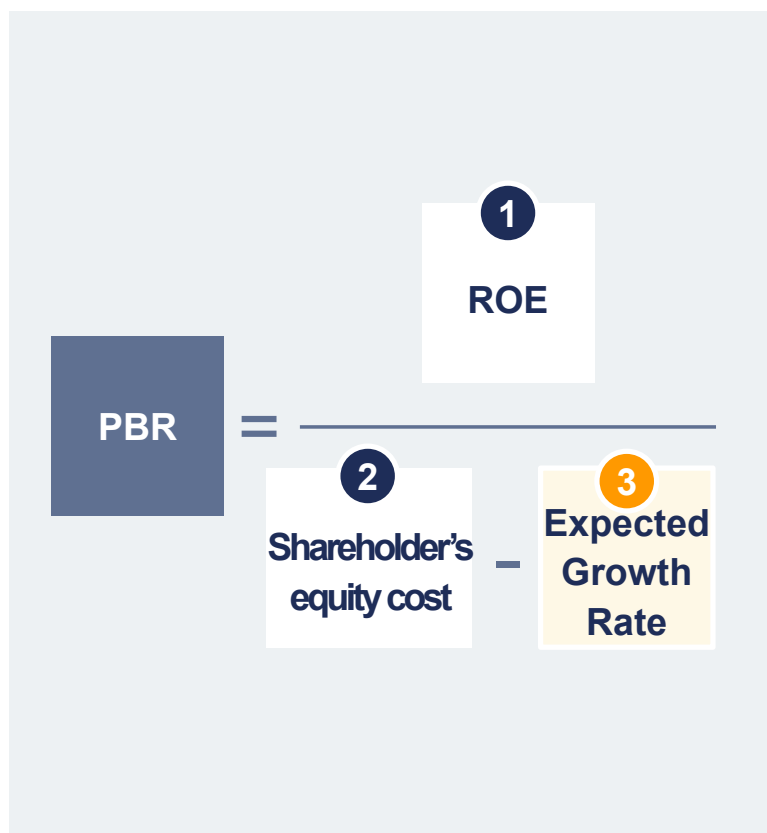 1
ROE
PBR
=
2
Shareholder's
equity cost
-
3
Expected
Growth
Rate